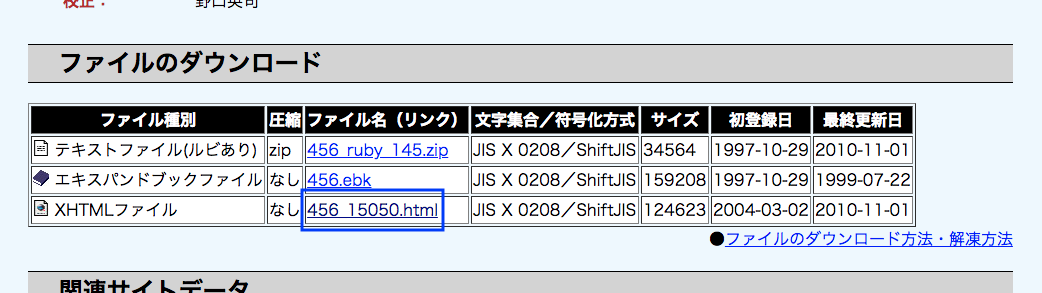 校正： 野口英司
ファイルのダウンロード
ファイル種別 圧縮 ファイル名（リンク） 文字集合／符号化方式 サイズ 初登録日 最終更新日
テキストファイル(ルビあり) zip 456_ruby_145.zip JIS X 0208／ShiftJIS 34564 1997-10-29 2010-11-01
エキスパンドブックファイル なし 456.ebk JIS X 0208／ShiftJIS 159208 1997-10-29 1999-07-22
XHTMLファイル なし 456_15050.html JIS X 0208／ShiftJIS 124623 2004-03-02 2010-11-01
●ファイルのダウンロード方法・解凍方法
関連サイトデータ